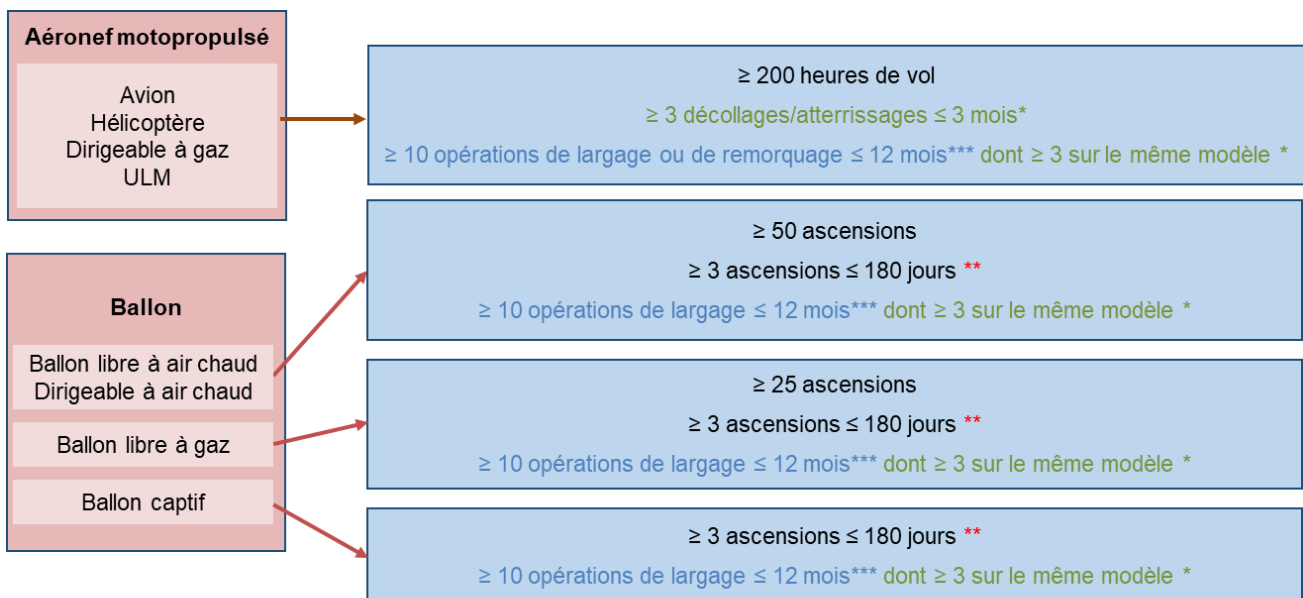 Aéronef motopropulsé
Avion
Hélicoptère
Dirigeable à gaz
ULM
≥ 200 heures de vol
≥ 3 décollages/atterrissages ≤ 3 mois*
≥ 10 opérations de largage ou de remorquage ≤ 12 mois*** dont ≥ 3 sur le même modèle *
Ballon
Ballon libre à air chaud
Dirigeable à air chaud
≥ 50 ascensions
≥ 3 ascensions ≤ 180 jours **
≥ 10 opérations de largage ≤ 12 mois*** dont ≥ 3 sur le même modèle *
Ballon libre à gaz
≥ 25 ascensions
≥ 3 ascensions ≤ 180 jours **
≥ 10 opérations de largage ≤ 12 mois*** dont ≥ 3 sur le même modèle *
Ballon captif
≥ 3 ascensions ≤ 180 jours **
≥ 10 opérations de largage ≤ 12 mois*** dont ≥ 3 sur le même modèle *